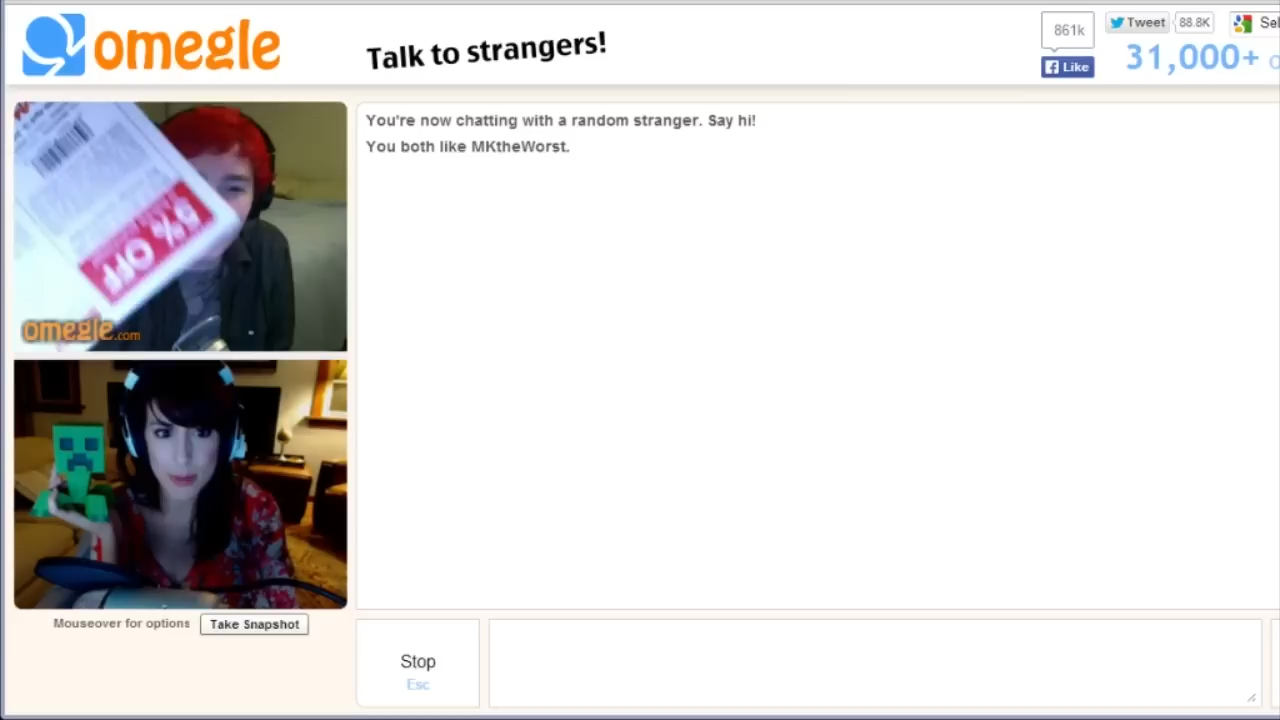 omegle
Talk to strangers!
861k
Like
Tweet
88.8K
31,000+
You're now chatting with a random stranger. Say hi!
You both like MKtheWorst.
% OFF
omegle.com
Mouseover for options
Take Snapshot
Stop
Esc